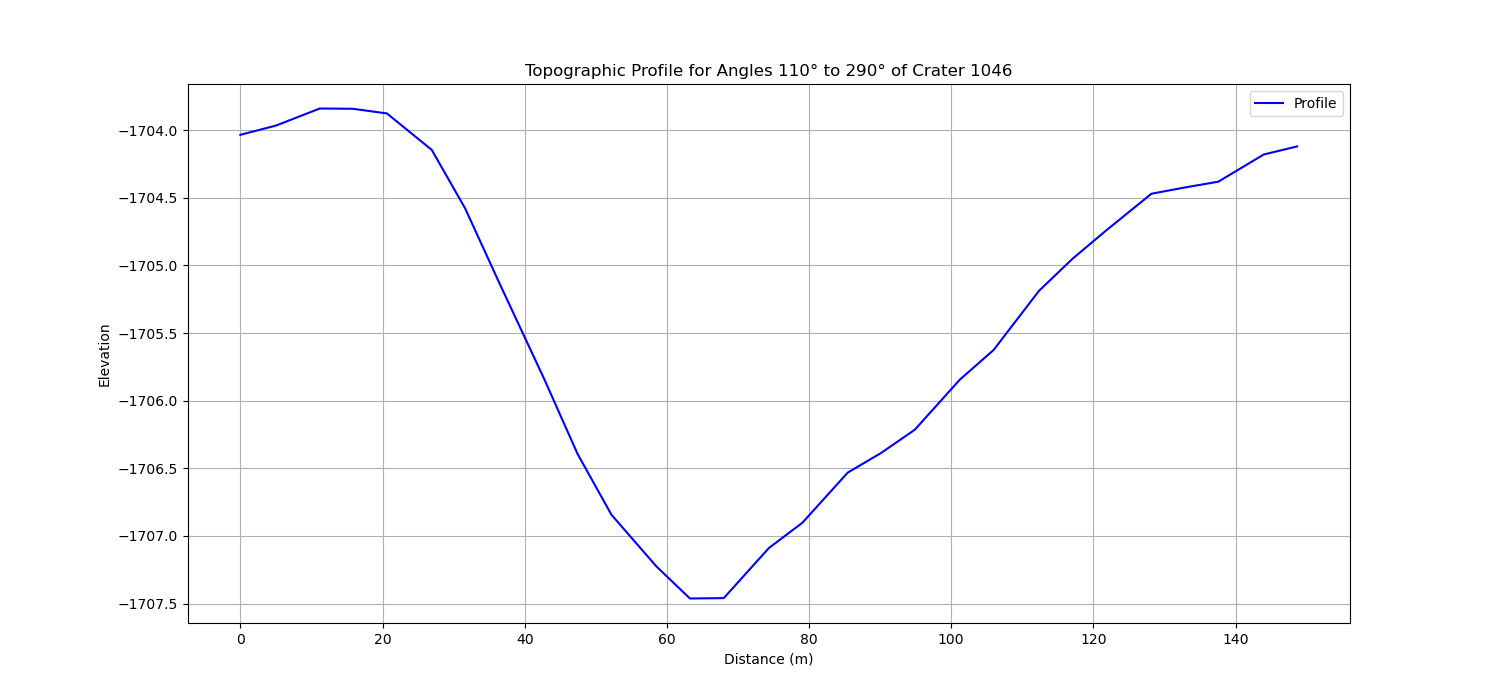 Topographic Profile for Angles 110° to 290° of Crater 1046
Profile
−1704.0
−1704.5
−1705.0
−1705.5
−1706.0
−1706.5
−1707.0
−1707.5
Elevation
0 20 40 60 80 100 120 140
Distance (m)